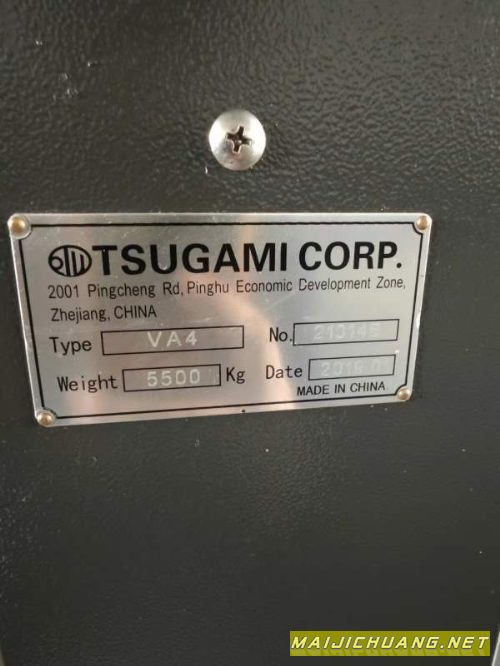 TSUGAMI CORP.
2001 Pingcheng Rd, Pinghu Economic Development Zone,
Zhejiang, CHINA
Type VA4 No.
Weight 5500 Kg Date
MADE IN CHINA
MAIJICHUANG.NET